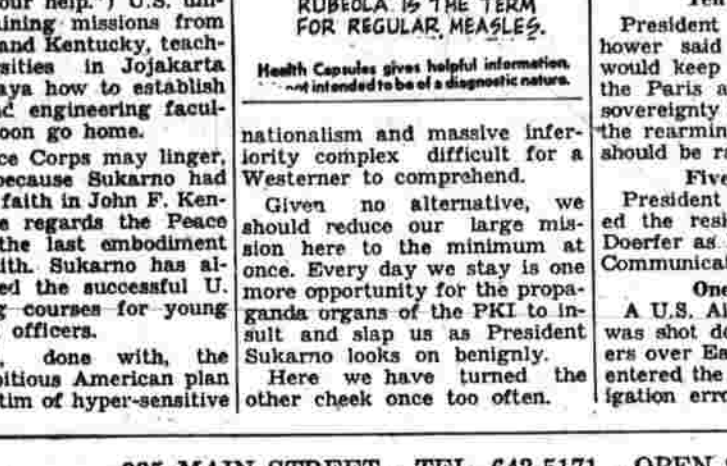 our help.") U.S.
ining missions from
and Kentucky, teach-
sities in Jojakarta
aya how to establish
engineering facul-
oon go home.
ce Corps may linger,
because Sukarno had
faith in John F. Ken-
e regards the Peace
the last embodiment
ith. Sukarno has al-
ed the successful U.
g courses for young
officers.
, done with, the
bitious American plan
tim of hyper-sensitive
RUBEOLA IS THE TERM
FOR REGULAR MEASLES.
Health Capsules gives helpful information.
not intended to be of a diagnostic nature.
nationalism and massive infer-
iority complex difficult for a
Westerner to comprehend.
Given no alternative, we
should reduce our large mis-
sion here to the minimum at
once. Every day we stay is one
more opportunity for the propa-
ganda organs of the PKI to in-
sult and slap us as President
Sukarno looks on benignly.
Here we have turned the
other cheek once too often.
President
hower said
would keep
the Paris a
sovereignty
the rearmin
should be ra
Five
President
ed the resi
Doerfer as
Communicat
One
A U.S. A
was shot do
ers over Ea
entered the
igation erro
MAIN STREET TEL. 643-5171 OPEN